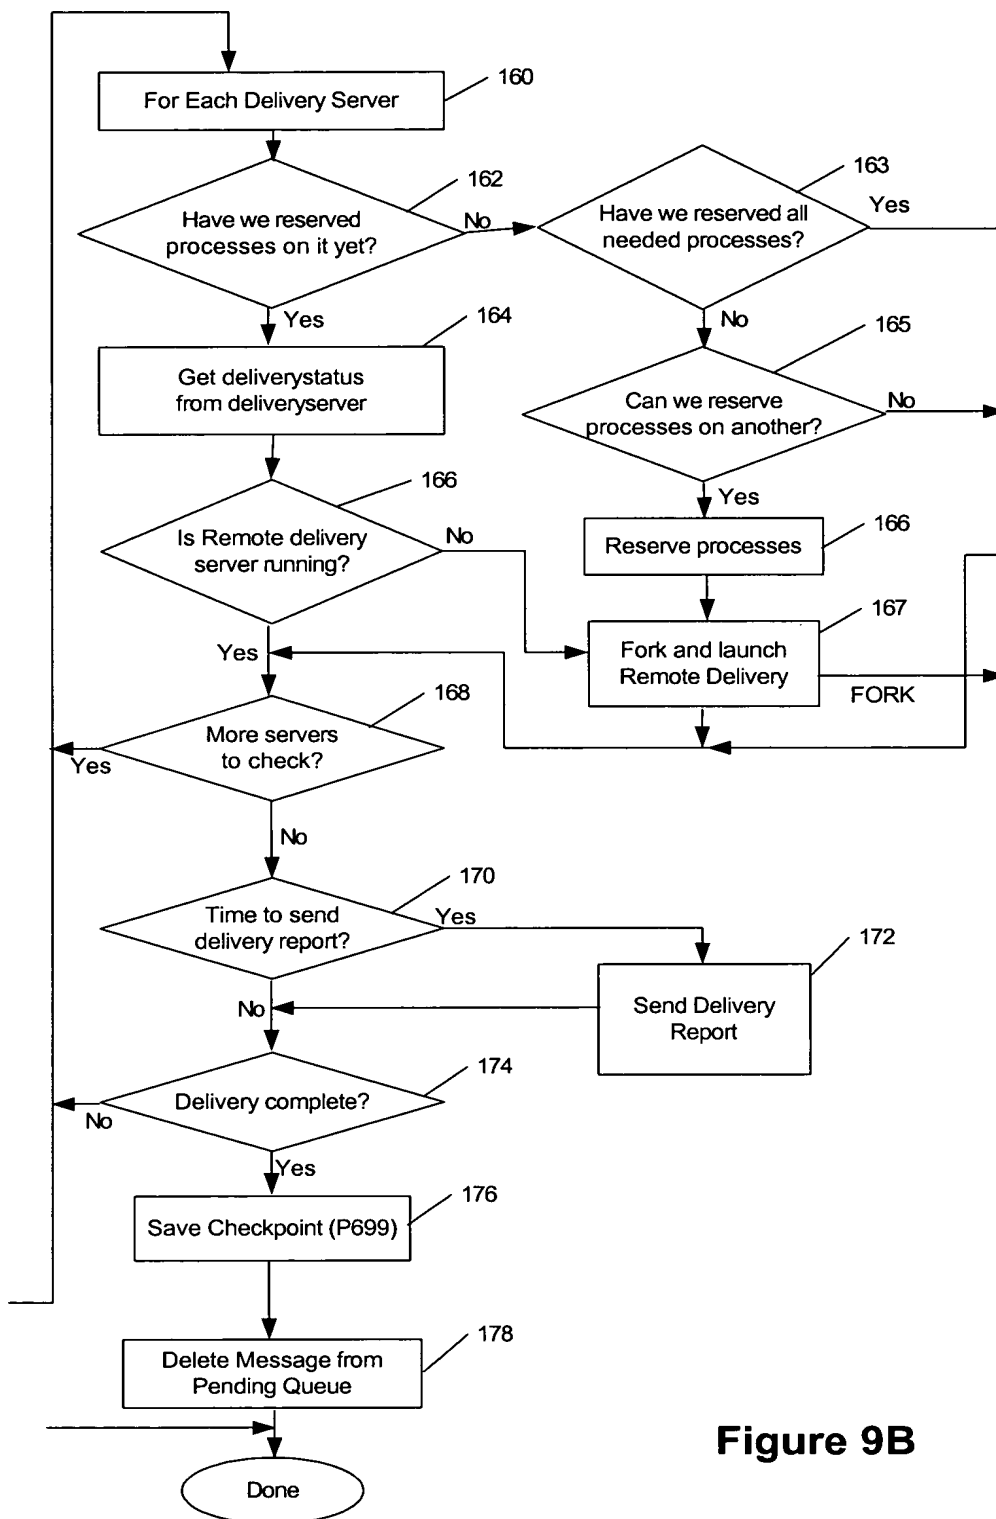 For Each Delivery Server
160
Have we reserved
processes on it yet?
162
No
Have we reserved all
needed processes?
163
Yes
Yes
164
No
165
Get deliverystatus
from deliveryserver
Can we reserve
processes on another?
No
166
Yes
Is Remote delivery
server running?
No
Reserve processes
166
167
Yes
Fork and launch
Remote Delivery
FORK
168
More servers
to check?
Yes
No
170
Time to send
delivery report?
Yes
172
No
Send Delivery
Report
174
Delivery complete?
No
Yes
176
Save Checkpoint (P699)
178
Delete Message from
Pending Queue
Figure 9B
Done